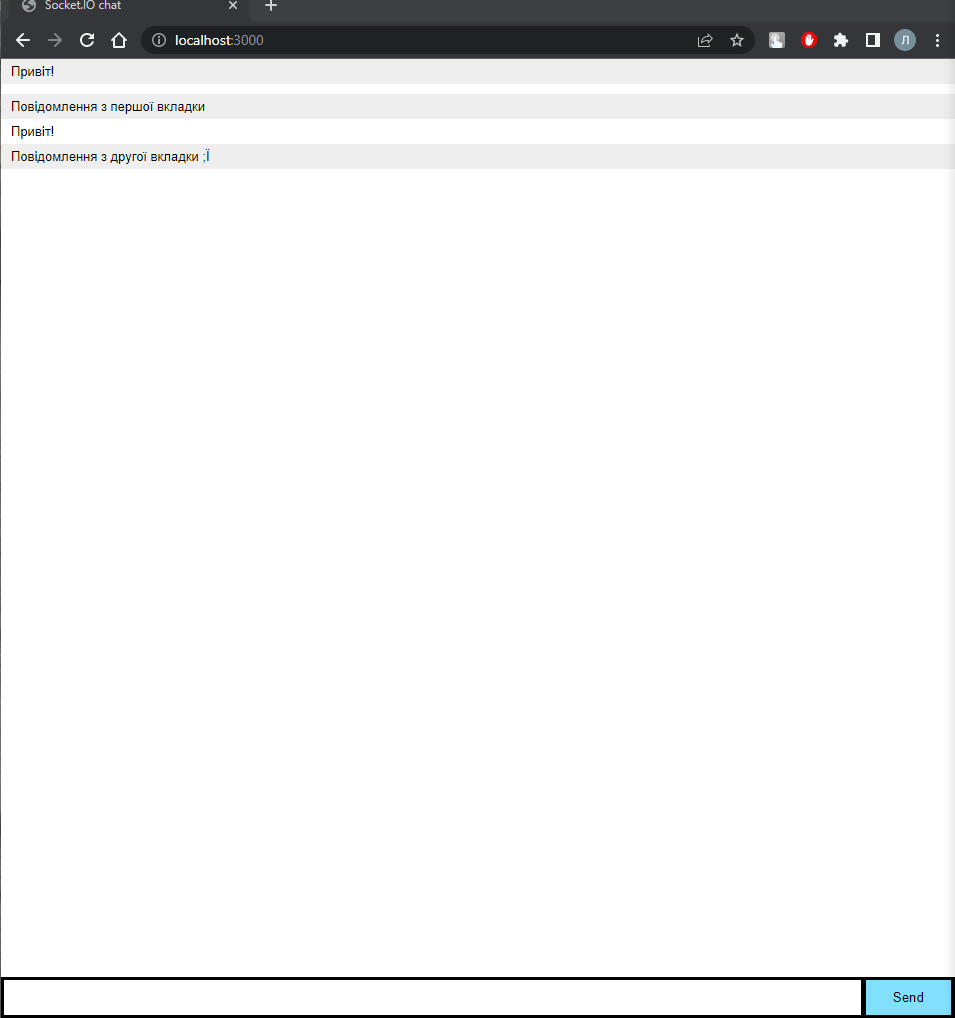 Socket.IO chat
localhost:3000
Л
Привіт!
Повідомлення з першої вкладки
Привіт!
Повідомлення з другої вкладки ;Ї
Send